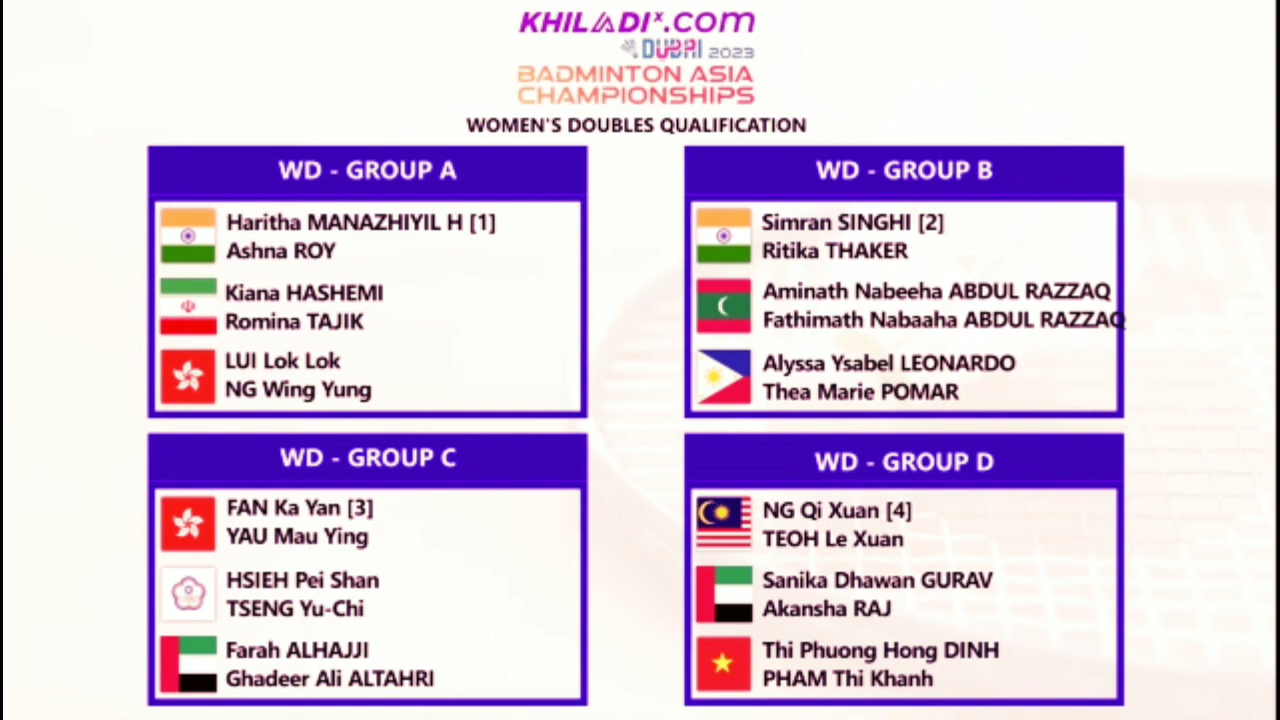 KHILADIx.com
DUBAI 2023
BADMINTON ASIA
CHAMPIONSHIPS
WOMEN'S DOUBLES QUALIFICATION
WD - GROUP A
Haritha MANAZHIYIL H [1]
Ashna ROY
Kiana HASHEMI
Romina TAJIK
LUI Lok Lok
NG Wing Yung
WD - GROUP B
Simran SINGHI [2]
Ritika THAKER
Aminath Nabeeha ABDUL RAZZAQ
Fathimath Nabaaha ABDUL RAZZAQ
Alyssa Ysabel LEONARDO
Thea Marie POMAR
WD - GROUP C
FAN Ka Yan [3]
YAU Mau Ying
HSIEH Pei Shan
TSENG Yu-Chi
Farah ALHAJJI
Ghadeer Ali ALTAHRI
WD - GROUP D
NG Qi Xuan [4]
TEOH Le Xuan
Sanika Dhawan GURAV
Akansha RAJ
Thi Phuong Hong DINH
PHAM Thi Khanh